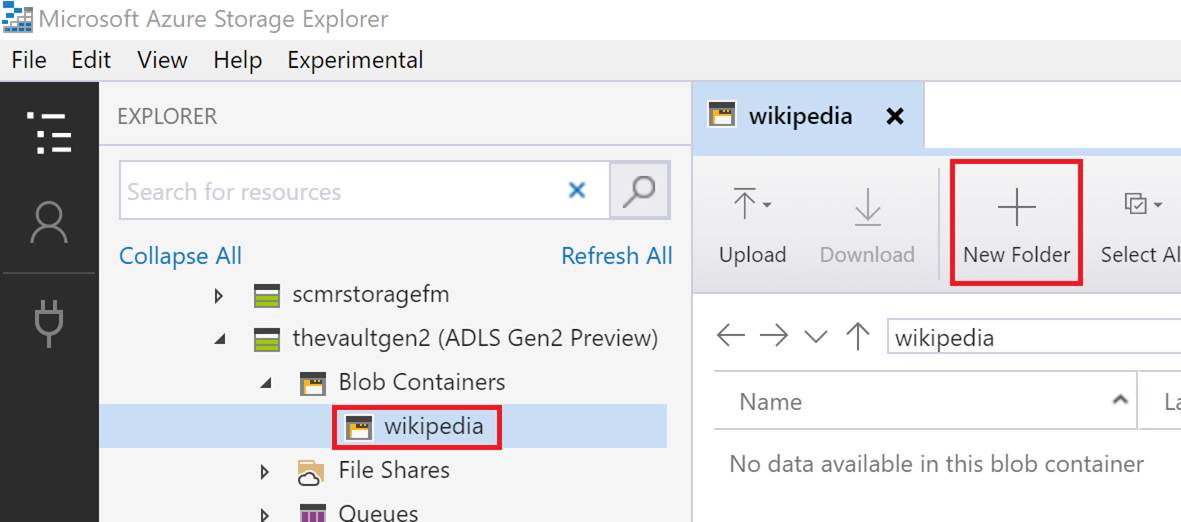 Microsoft Azure Storage Explorer
File Edit View Help Experimental
EXPLORER
Search for resources
Collapse All Refresh All
scmrstoragefm
thevaultgen2 (ADLS Gen2 Preview)
Blob Containers
wikipedia
File Shares
Queues
wikipedia
Upload Download New Folder Select Al
wikipedia
Name La
No data available in this blob container